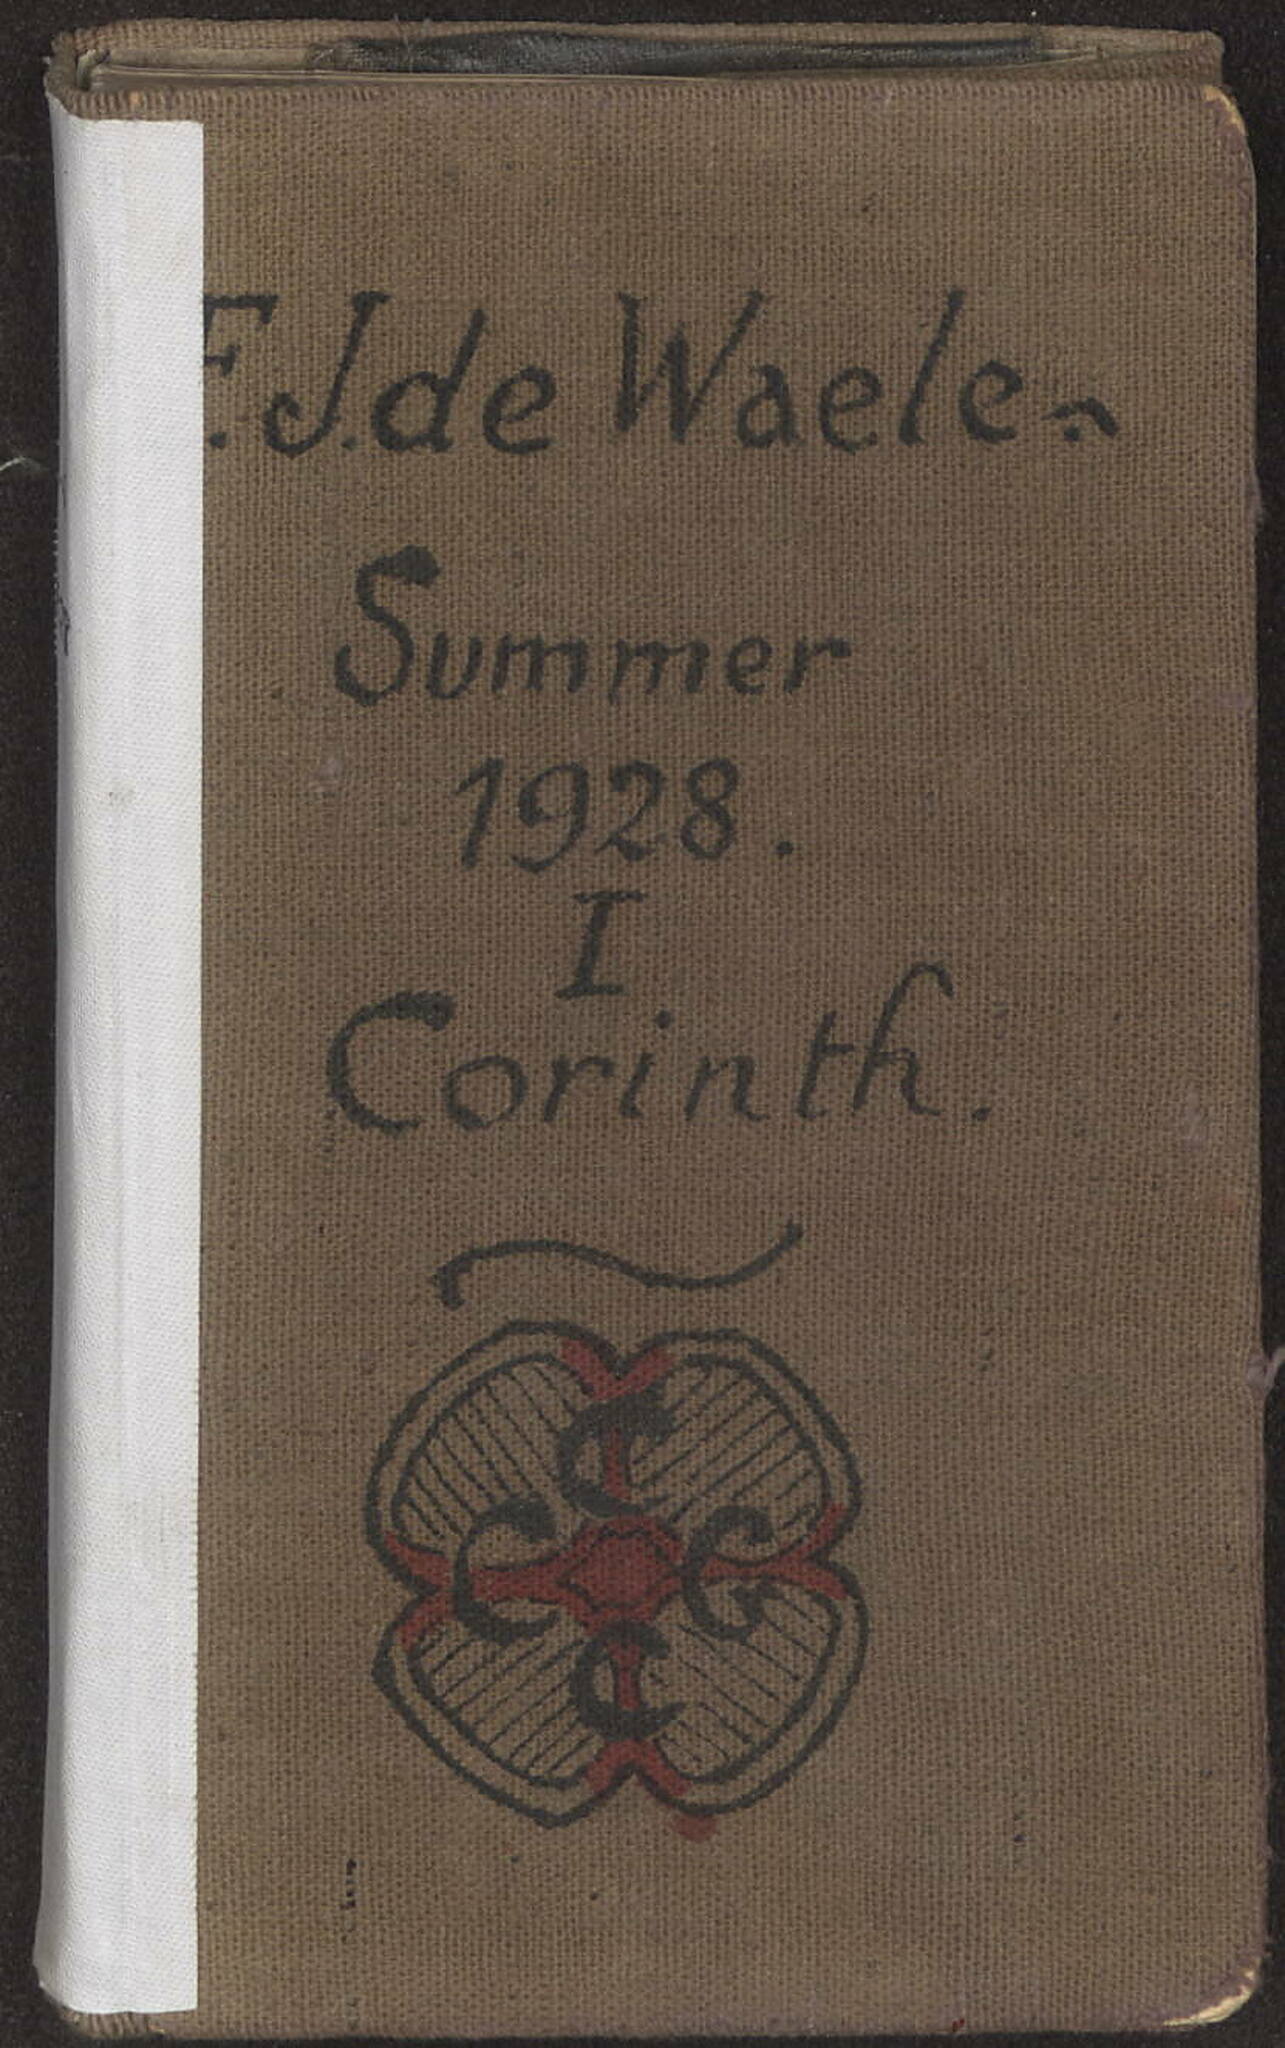 F.J. de Waele.
Summer
1928.
I
Corinth.
C
C C
C